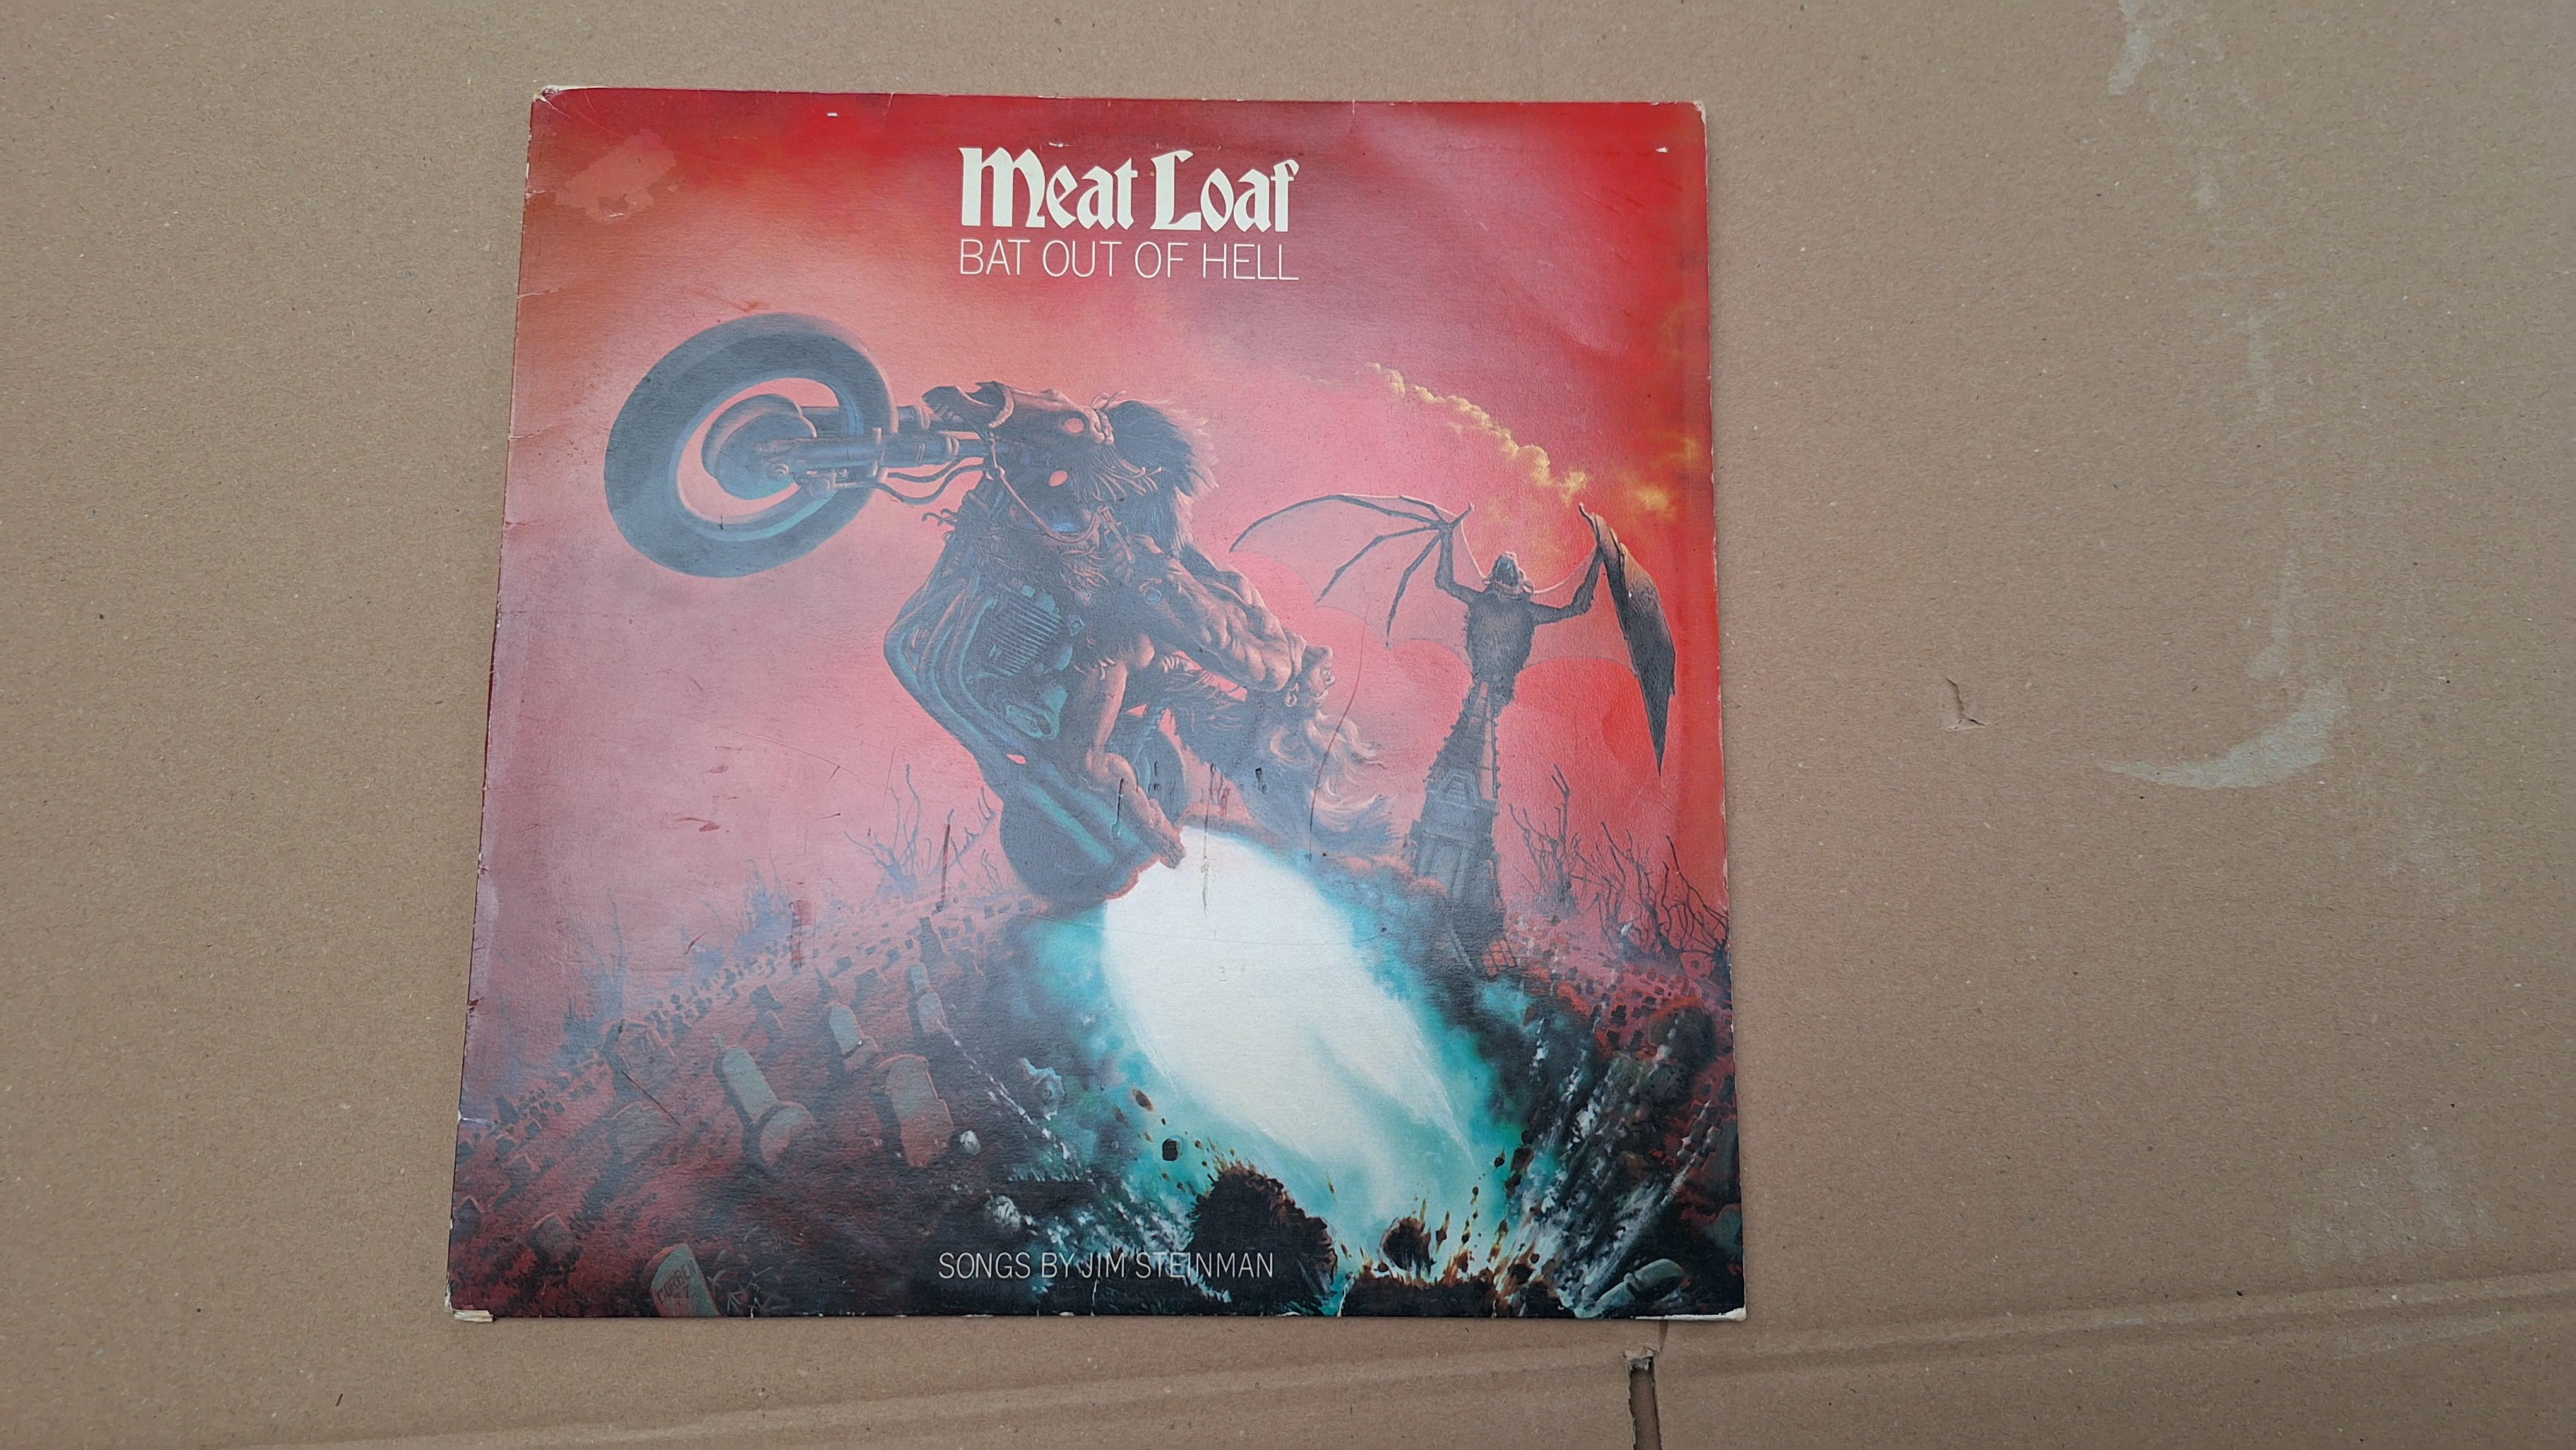 Meat Loaf
BAT OUT OF HELL
SONGS BY JIM STEINMAN